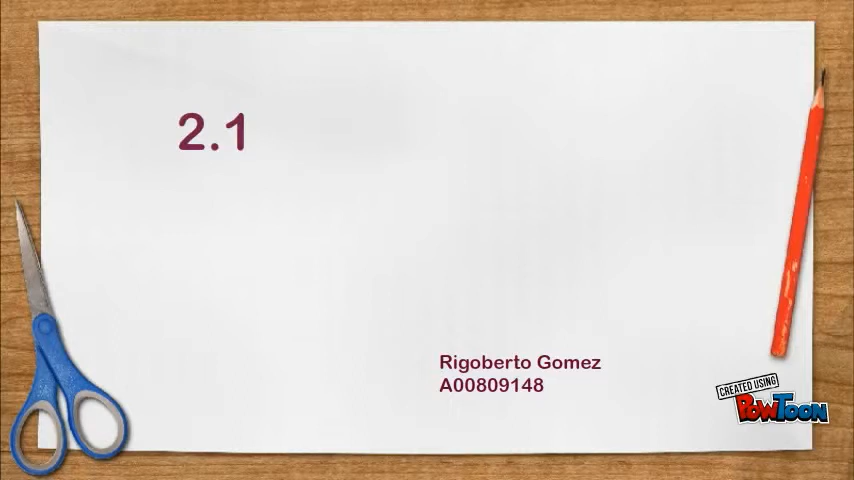 2.1
Rigoberto Gomez
A00809148
CREATED USING
PowToon